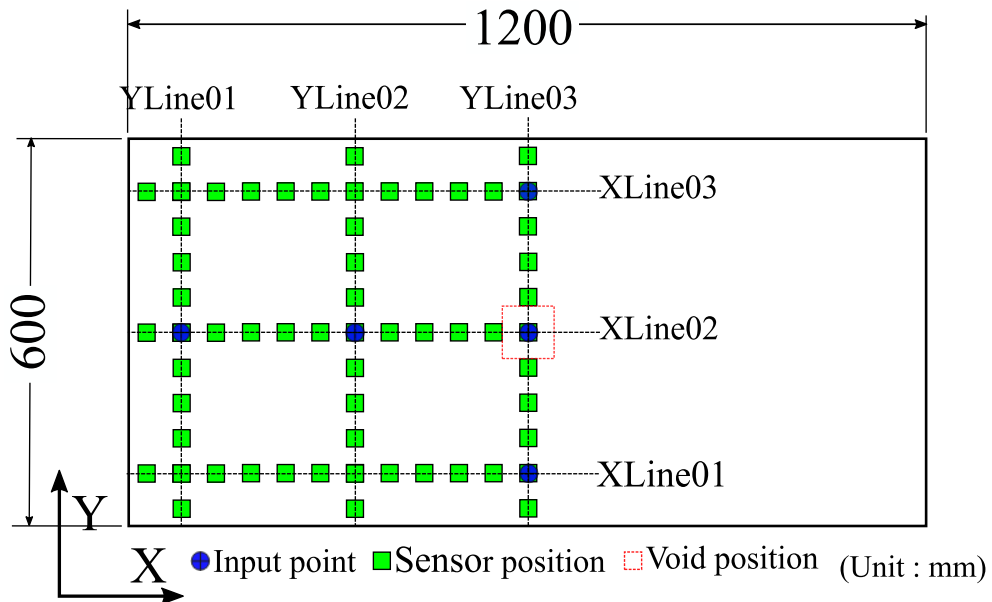 1200
YLine01 YLine02 YLine03
XLine03
XLine02
600
XLine01
Y
X
Input point Sensor position Void position (Unit : mm)